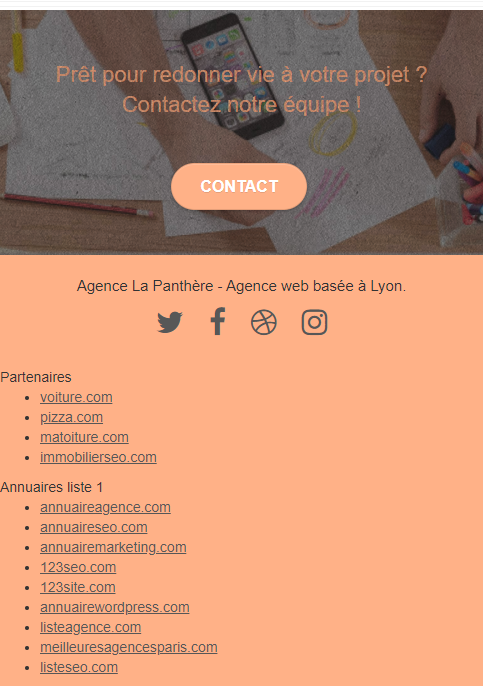 Prêt pour redonner vie à votre projet ?
Contactez notre équipe !
CONTACT
Agence La Panthère - Agence web basée à Lyon.
Partenaires
voiture.com
pizza.com
matoiture.com
immobilierseo.com
Annuaires liste 1
annuaireagence.com
annuaireseo.com
annuairemarketing.com
123seo.com
123site.com
annuairewordpress.com
listeagence.com
meilleuresagencesparis.com
listeseo.com